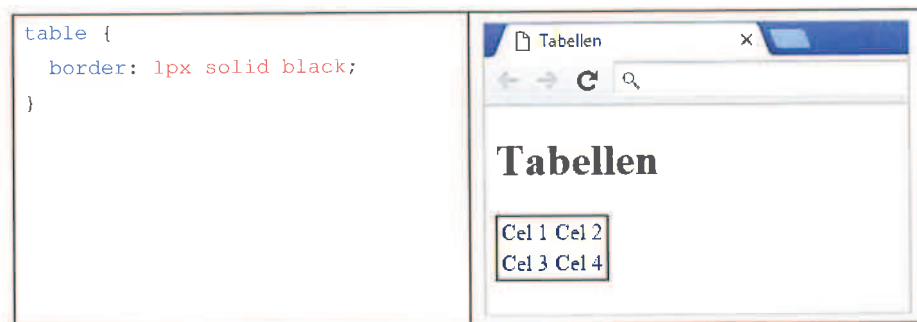 table {
border: 1px solid black;
}
Tabellen
Tabellen
Cel 1 Cel 2
Cel 3 Cel 4